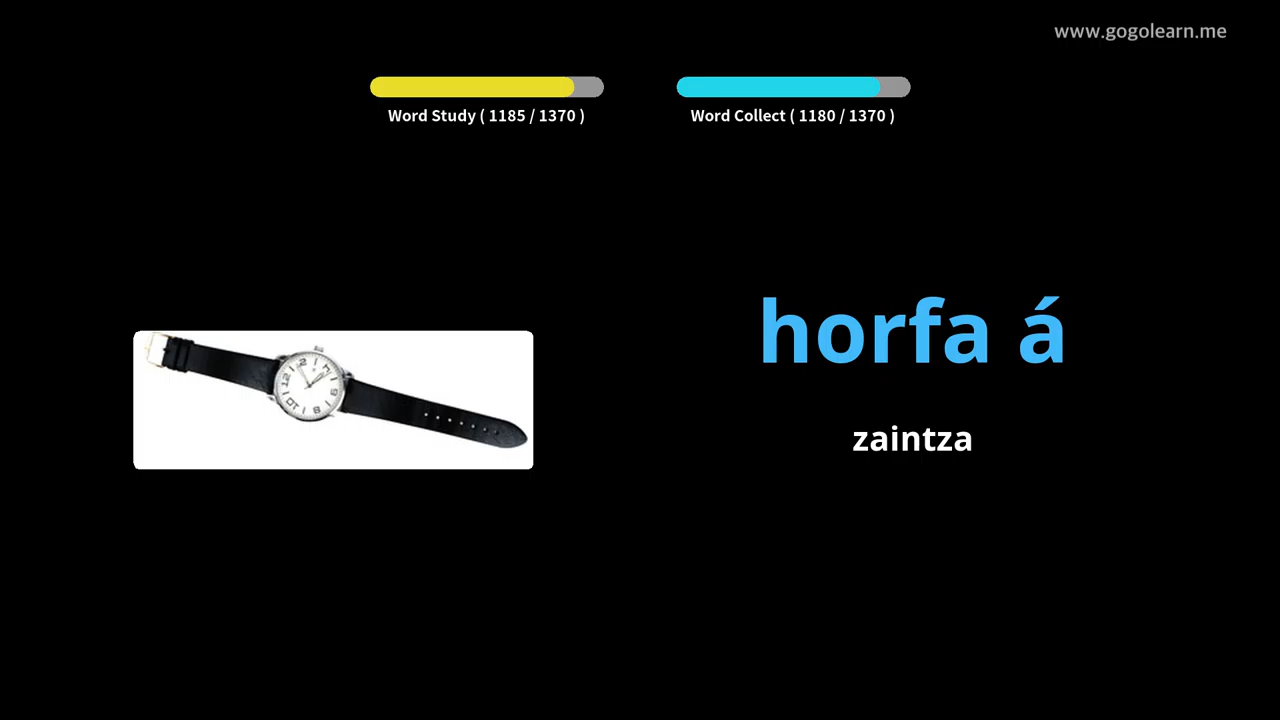 www.gogolearn.me
Word Study ( 1185 / 1370 )
Word Collect ( 1180 / 1370 )
horfa á
zaintza